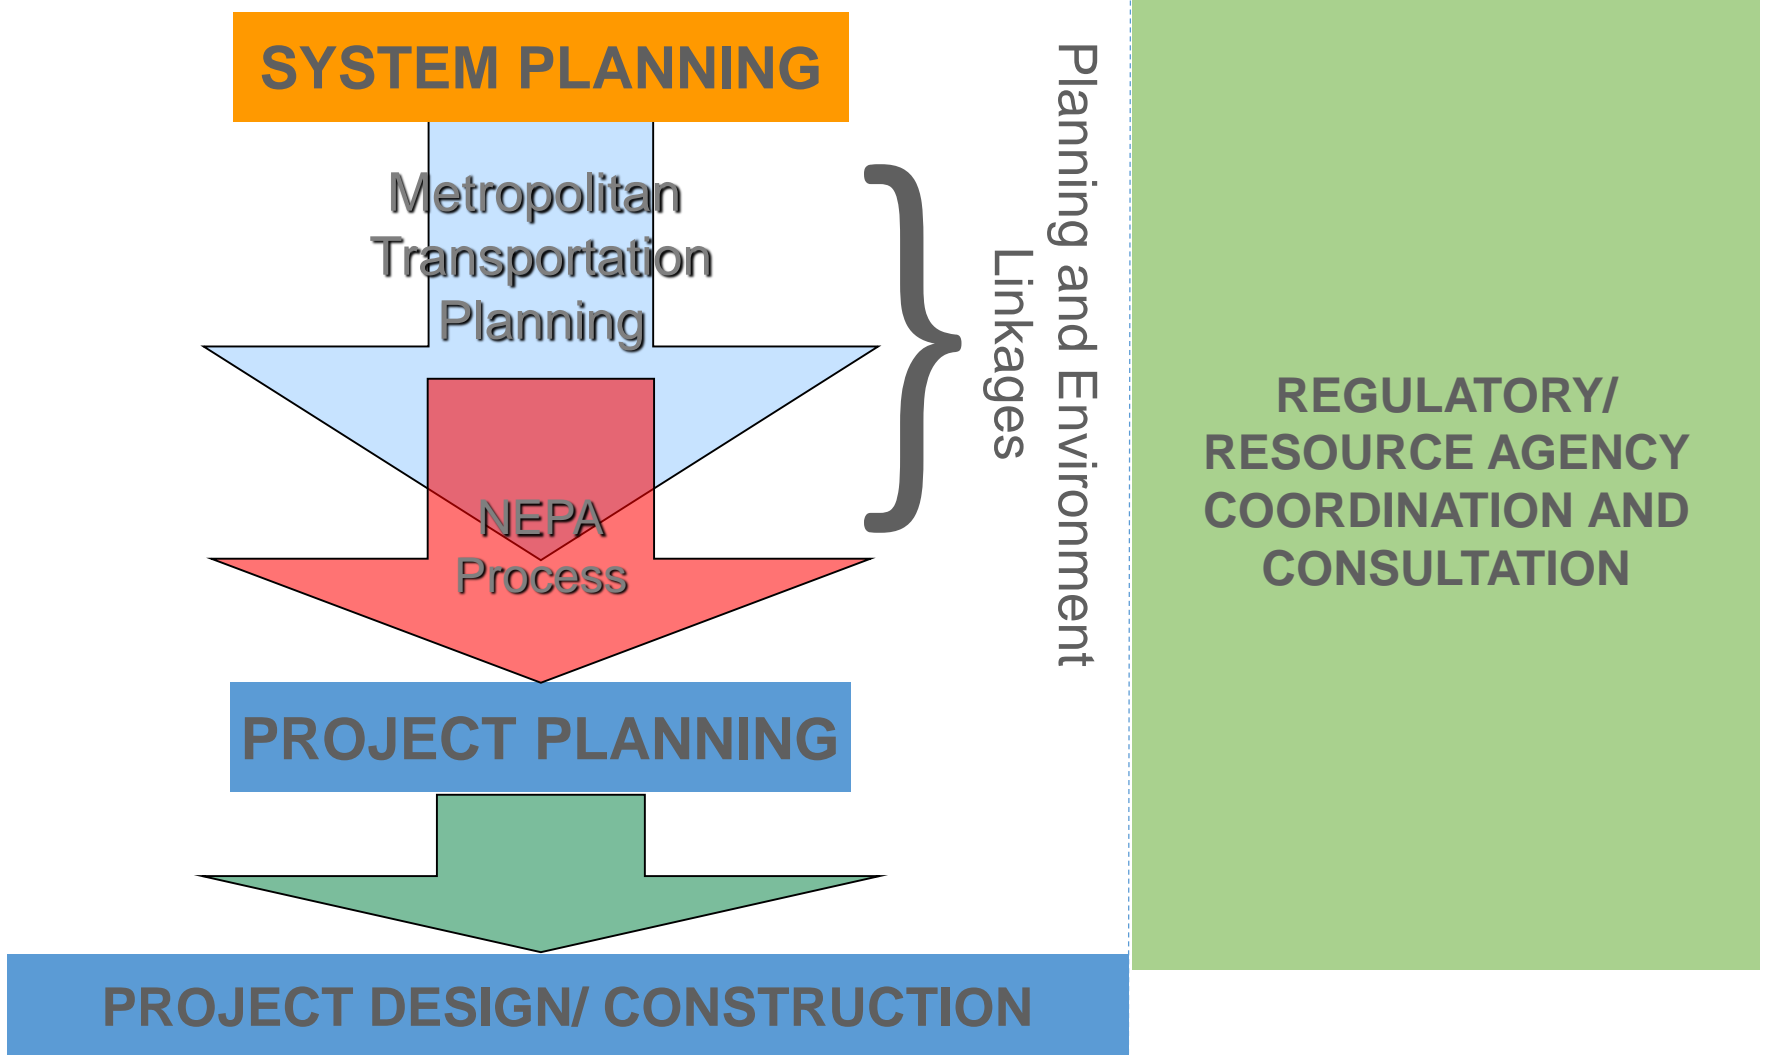 SYSTEM PLANNING
Metropolitan
Transportation
Planning
NEPA
Process
Planning and Environment
Linkages
PROJECT PLANNING
PROJECT DESIGN/ CONSTRUCTION
REGULATORY/
RESOURCE AGENCY
COORDINATION AND
CONSULTATION